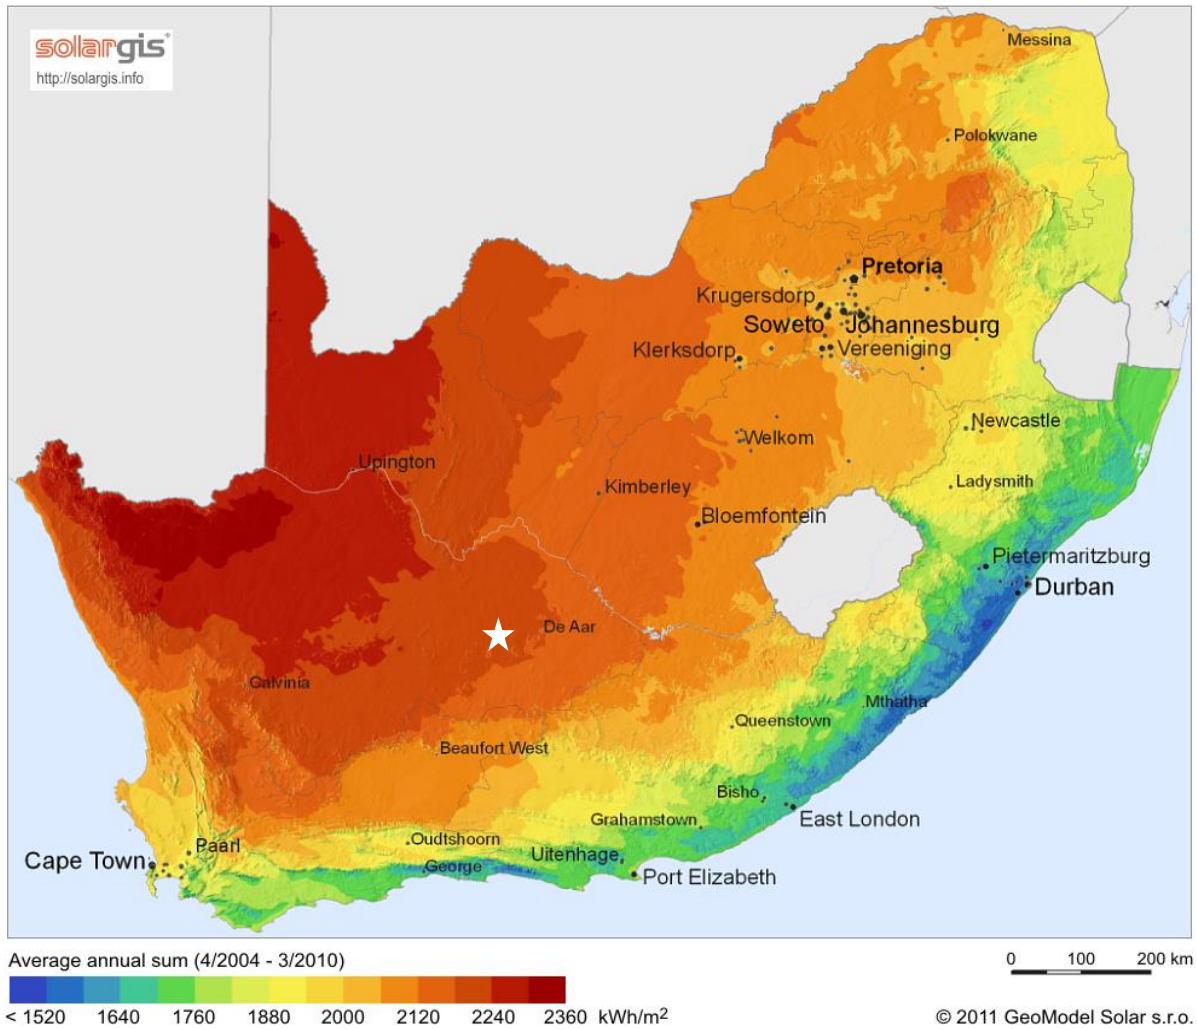 solargis
http://solargis.info
Messina
Polokwane
Pretoria
Krugersdorp
Soweto
Johannesburg
Klerksdorp
Vereeniging
Newcastle
Welkom
Upington
Kimberley
Ladysmith
Bloemfontein
Pietermaritzburg
Durban
De Aar
Calvinia
Mthatha
Queenstown
Beaufort West
Bisho
Grahamstown
East London
Oudtshoorn
Paarl
Cape Town
George
Uitenhage
Port Elizabeth
Average annual sum (4/2004 - 3/2010)
0 100 200 km
< 1520 1640 1760 1880 2000 2120 2240 2360 kWh/m²
© 2011 GeoModel Solar s.r.o.